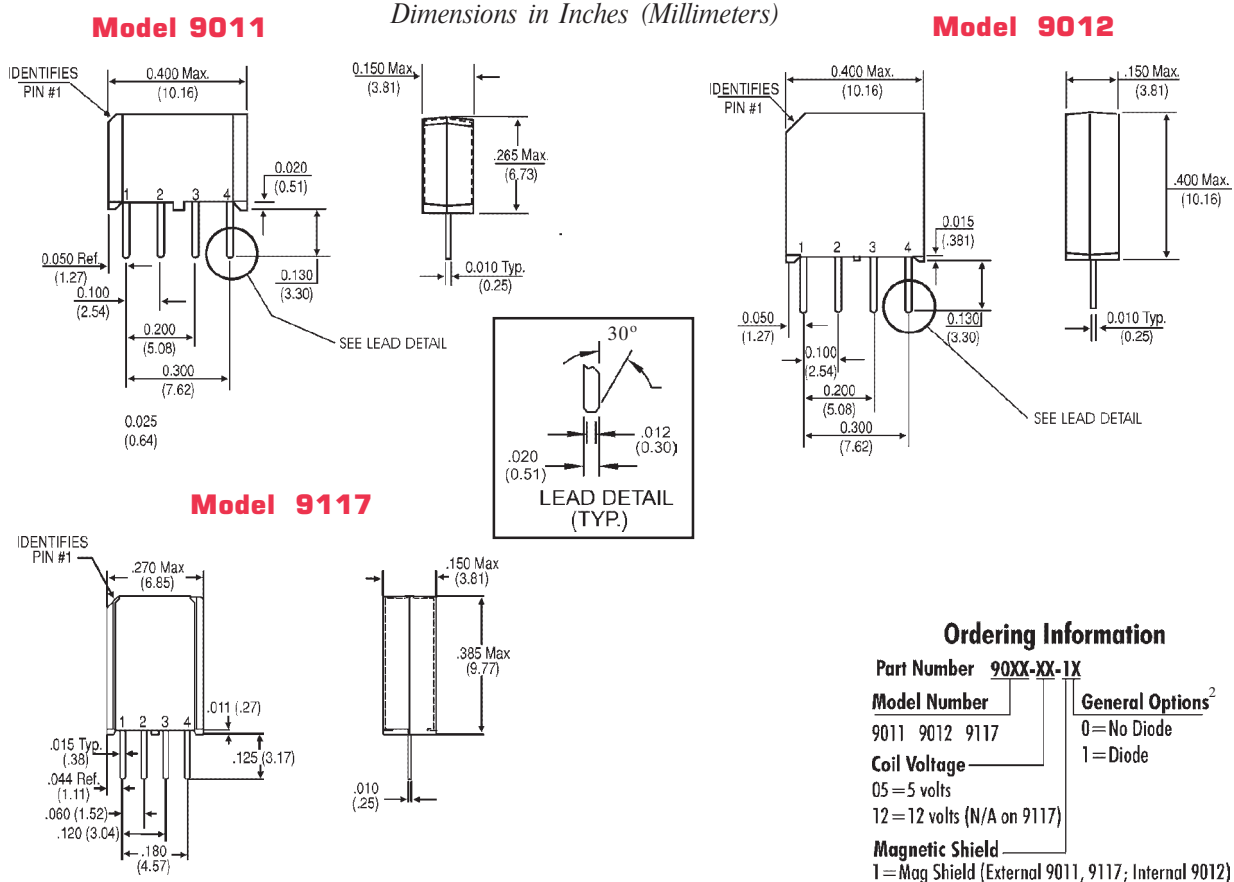 Dimensions in Inches (Millimeters)
Model 9011
IDENTIFIES
PIN #1
0.400 Max.
(10.16)
0.150 Max.
(3.81)
.265 Max.
(6.73)
0.020
(0.51)
1 2 3 4
0.050 Ref.
(1.27)
0.100
(2.54)
0.200
(5.08)
0.300
(7.62)
0.025
(0.64)
0.130
(3.30)
0.010 Typ.
(0.25)
SEE LEAD DETAIL
Model 9012
IDENTIFIES
PIN #1
0.400 Max.
(10.16)
.150 Max.
(3.81)
.400 Max.
(10.16)
0.015
(.381)
1 2 3 4
0.050
(1.27)
0.100
(2.54)
0.200
(5.08)
0.300
(7.62)
0.130
(3.30)
0.010 Typ.
(0.25)
SEE LEAD DETAIL
30°
.012
(0.30)
.020
(0.51)
LEAD DETAIL
(TYP.)
Model 9117
IDENTIFIES
PIN #1
.270 Max
(6.85)
.150 Max
(3.81)
.385 Max
(9.77)
.011 (.27)
1 2 3 4
.015 Typ.
(.38)
.044 Ref.
(1.11)
.060 (1.52)
.120 (3.04)
.180
(4.57)
.125 (3.17)
.010
(.25)
Ordering Information
Part Number 90XX-XX-1X
Model Number
9011 9012 9117
Coil Voltage
05=5 volts
12=12 volts (N/A on 9117)
Magnetic Shield
1=Mag Shield (External 9011, 9117; Internal 9012)
General Options2
0=No Diode
1=Diode